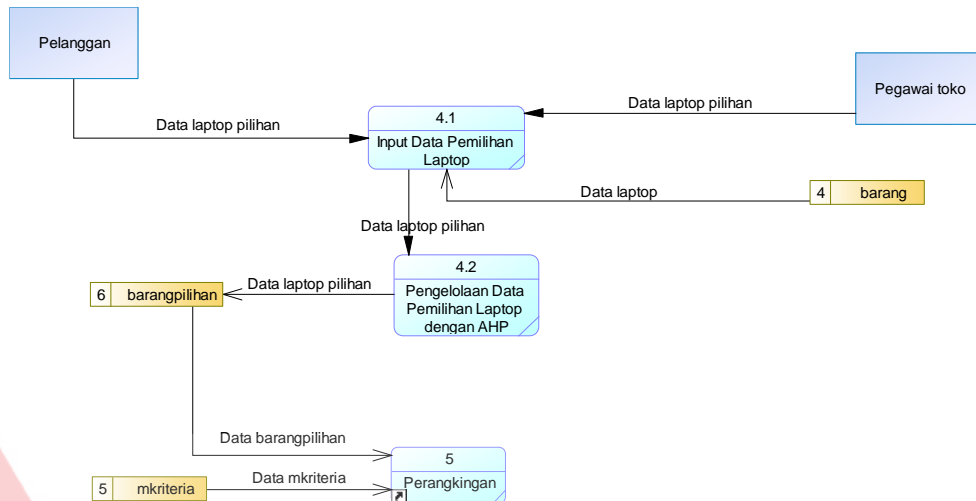 Pelanggan
Pegawai toko
Data laptop pilihan
Data laptop pilihan
4.1
Input Data Pemilihan
Laptop
Data laptop
4 barang
Data laptop pilihan
4.2
Pengelolaan Data
Pemilihan Laptop
dengan AHP
Data laptop pilihan
6 barangpilihan
Data barangpilihan
5
Perangkingan
Data mkriteria
5 mkriteria